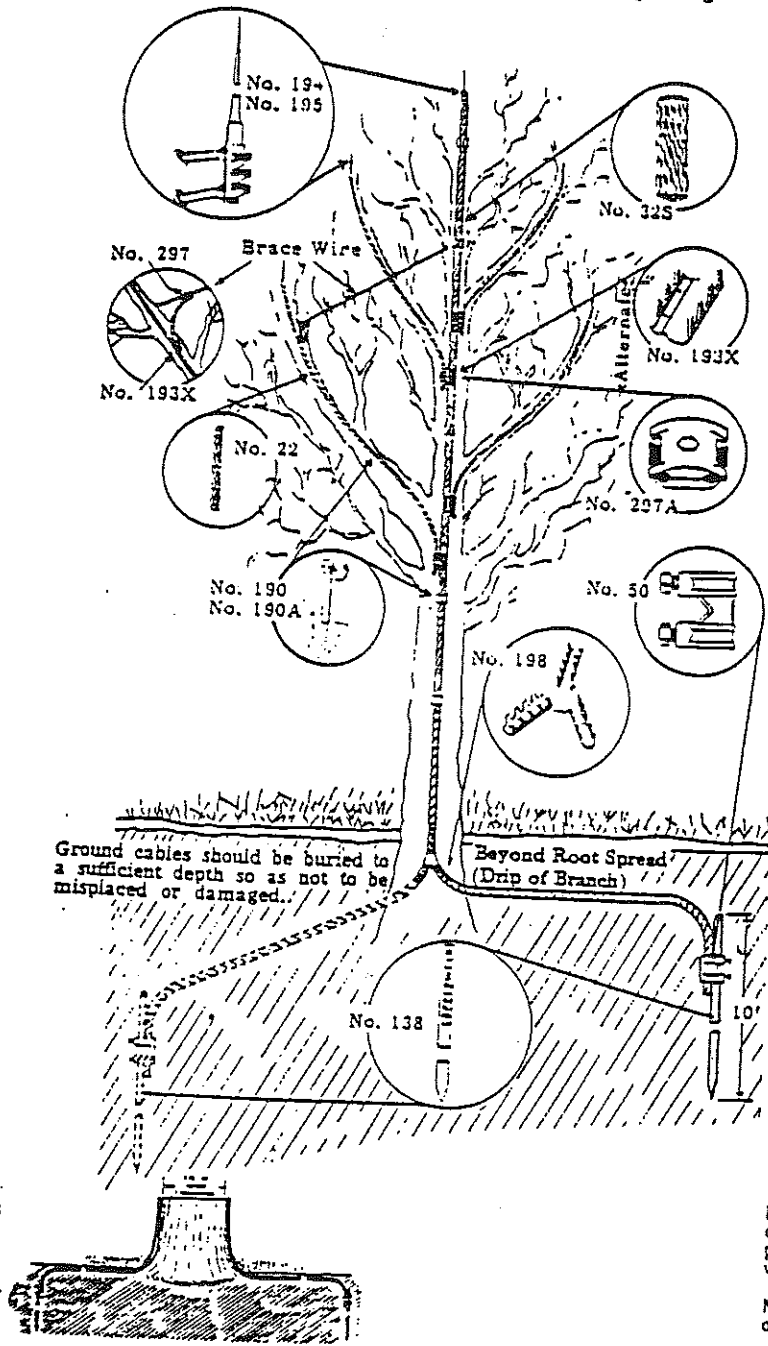 No. 194
No. 195
No. 32S
No. 297
Brace Wire
Alternate
No. 193X
No. 193X
No. 22
No. 297A
No. 190
No. 190A
No. 50
No. 198
Ground cables should be buried to
a sufficient depth so as not to be
misplaced or damaged.
Beyond Root Spread
(Drip of Branch)
No. 138
10'